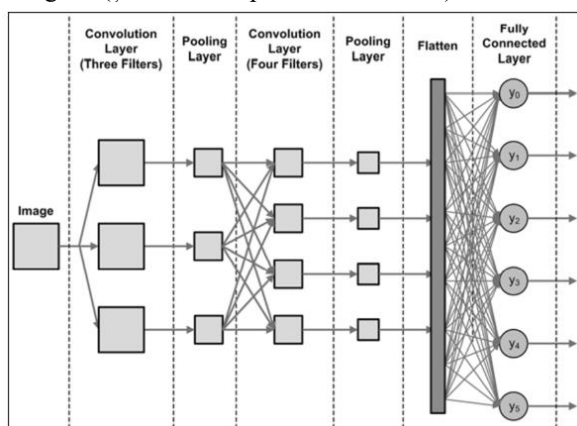 Convolution
Layer
(Three Filters)
Pooling
Layer
Convolution
Layer
(Four Filters)
Pooling
Layer
Flatten
Fully
Connected
Layer
Image
y0
y1
y2
y3
y4
y5